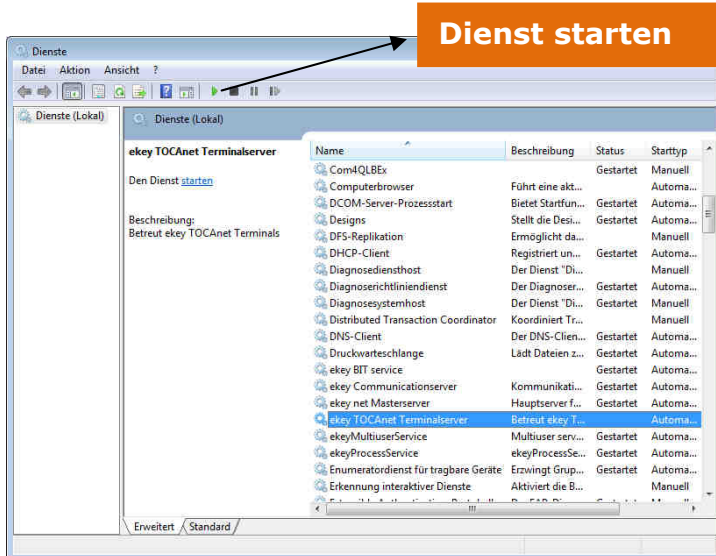 Dienst starten
Dienste
Datei Aktion Ansicht ?
Dienste (Lokal)
Dienste (Lokal)
ekey TOCAnet Terminalserver
Den Dienst starten
Beschreibung:
Betreut ekey TOCAnet Terminals
Name Beschreibung Status Starttyp
Com4QLBEx Gestartet Manuell
Computerbrowser Führt eine akt... Automa...
DCOM-Server-Prozessstart Bietet Startfun... Gestartet Automa...
Designs Stellt die Desi... Gestartet Automa...
DFS-Replikation Ermöglicht da... Manuell
DHCP-Client Registriert un... Gestartet Automa...
Diagnosediensthost Der Dienst "Di... Gestartet Manuell
Diagnoserichtliniendienst Der Diagnoser... Gestartet Automa...
Diagnosesystemhost Der Dienst "Di... Gestartet Manuell
Distributed Transaction Coordinator Koordiniert Tr... Manuell
DNS-Client Der DNS-Clien... Gestartet Automa...
Druckwarteschlange Lädt Dateien z... Gestartet Automa...
ekey BIT service Gestartet Automa...
ekey Communicationserver Kommunikati... Gestartet Automa...
ekey net Masterserver Hauptserver f... Gestartet Automa...
ekey TOCAnet Terminalserver Betreut ekey T... Automa...
ekeyMultiuserService Multiuser serv... Gestartet Automa...
ekeyProcessService ekeyProcessSe... Gestartet Automa...
Enumeratordienst für tragbare Geräte Erzwingt Grup... Gestartet Automa...
Erkennung interaktiver Dienste Aktiviert die B... Manuell
Erweitert Standard